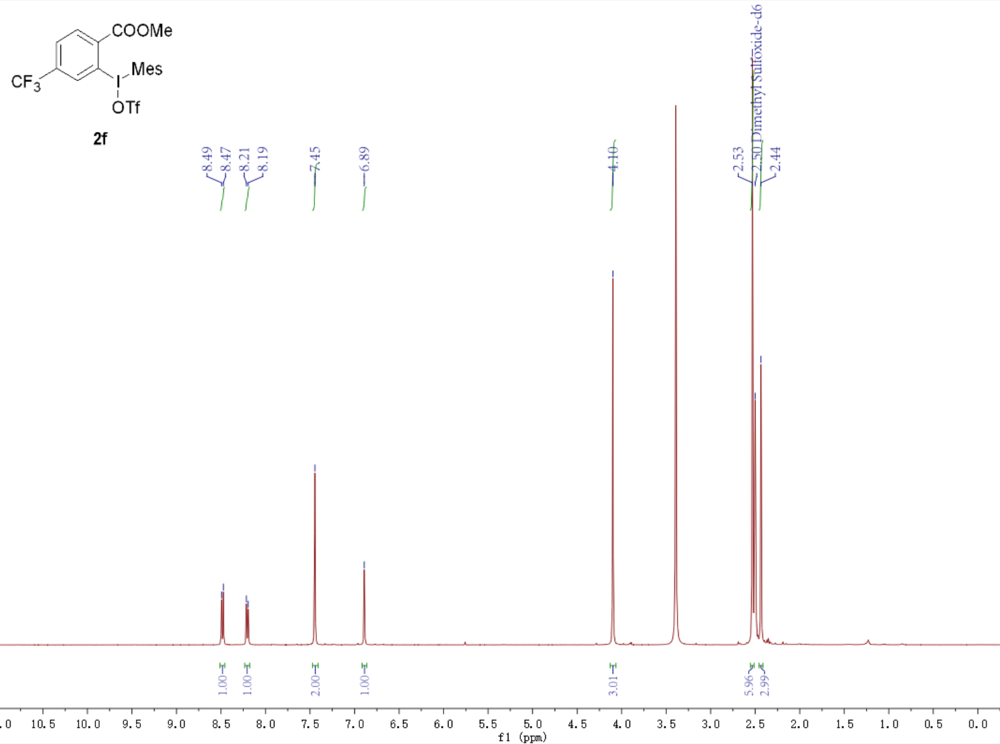 COOMe
Mes
CF3
I
OTf
2f
8.49
8.47
8.21
8.19
7.45
6.89
4.10
2.53
2.50 Dimethyl Sulfoxide-d6
2.44
1.00
1.00
2.00
1.00
3.01
5.96
2.99
.0 10.5 10.0 9.5 9.0 8.5 8.0 7.5 7.0 6.5 6.0 5.5 5.0 4.5 4.0 3.5 3.0 2.5 2.0 1.5 1.0 0.5 0.0
f1 (ppm)